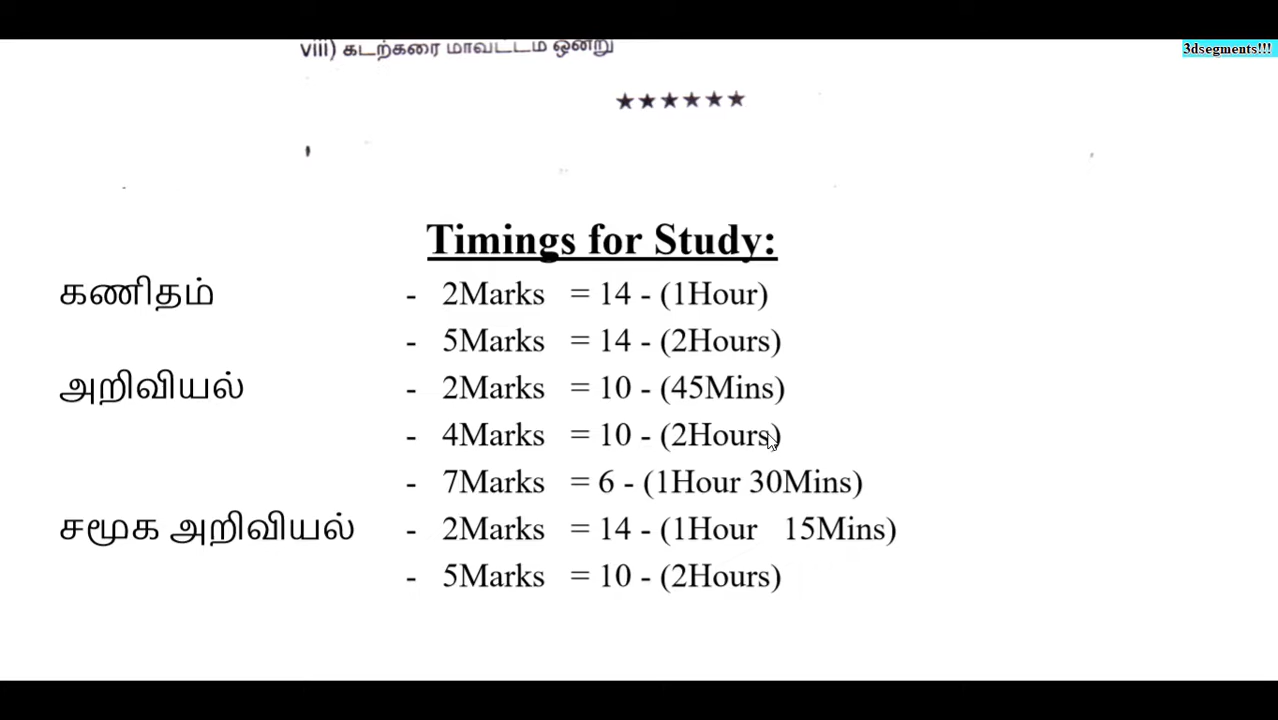 viii) கடற்கரை மாவட்டம் ஒன்று
3dsegments!!!
★★★★★★
Timings for Study:
கணிதம் - 2Marks = 14 - (1Hour)
- 5Marks = 14 - (2Hours)
அறிவியல் - 2Marks = 10 - (45Mins)
- 4Marks = 10 - (2Hours)
- 7Marks = 6 - (1Hour 30Mins)
சமூக அறிவியல் - 2Marks = 14 - (1Hour 15Mins)
- 5Marks = 10 - (2Hours)